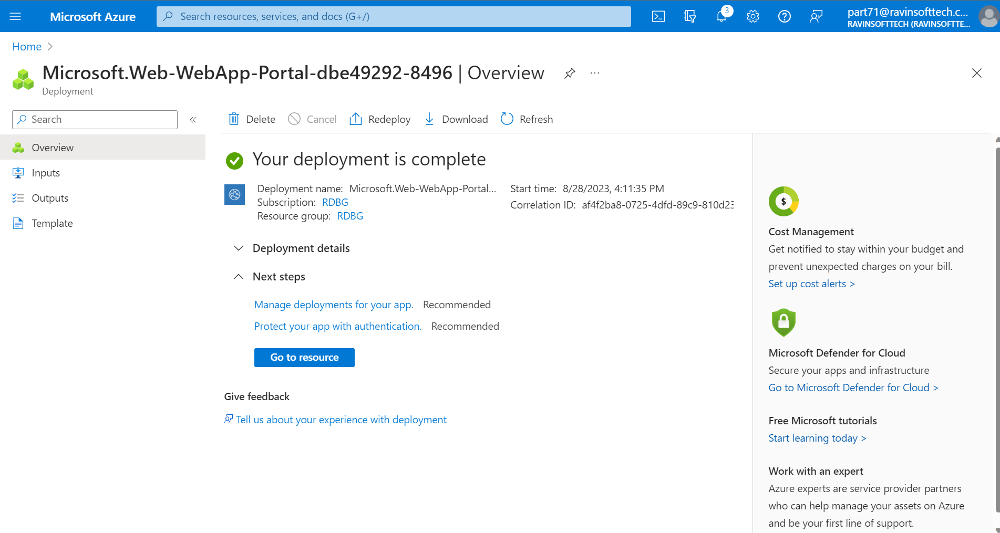 Microsoft Azure
Search resources, services, and docs (G+/)
3
part71@ravinsofttech.c...
RAVINSOFTTECH (RAVINSOFTTE...
Home >
Microsoft.Web-WebApp-Portal-dbe49292-8496 | Overview
...
Deployment
Search
«
Delete
Cancel
Redeploy
Download
Refresh
Overview
Inputs
Outputs
Template
Your deployment is complete
Deployment name: Microsoft.Web-WebApp-Portal...
Subscription: RDBG
Resource group: RDBG
Start time: 8/28/2023, 4:11:35 PM
Correlation ID: af4f2ba8-0725-4dfd-89c9-810d23
Deployment details
Next steps
Manage deployments for your app. Recommended
Protect your app with authentication. Recommended
Go to resource
Give feedback
Tell us about your experience with deployment
$
Cost Management
Get notified to stay within your budget and
prevent unexpected charges on your bill.
Set up cost alerts >
Microsoft Defender for Cloud
Secure your apps and infrastructure
Go to Microsoft Defender for Cloud >
Free Microsoft tutorials
Start learning today >
Work with an expert
Azure experts are service provider partners
who can help manage your assets on Azure
and be your first line of support.